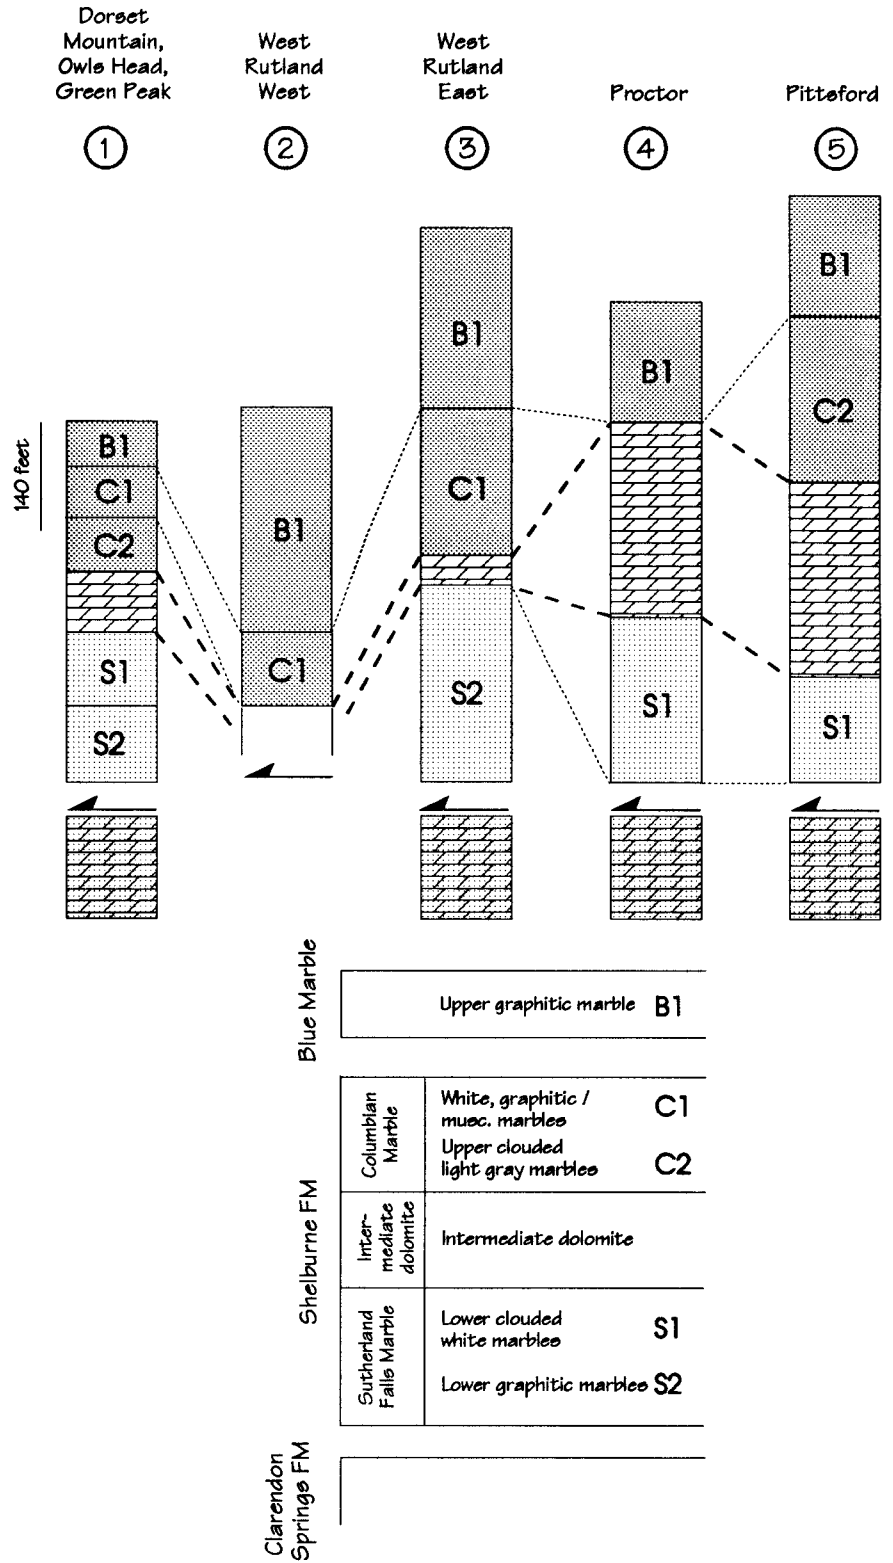 Dorset
Mountain,
Owls Head,
Green Peak
1
West
Rutland
West
2
West
Rutland
East
3
Proctor
4
Pittsford
5
140 feet
B1
C1
C2
S1
S2
B1
C1
B1
C1
S2
B1
S1
B1
C2
S1
Blue Marble
Upper graphitic marble B1
Shelburne FM
Columbian
Marble
White, graphitic /
musc. marbles C1
Upper clouded
light gray marbles C2
Inter-
mediate
dolomite
Intermediate dolomite
Sutherland
Falls Marble
Lower clouded
white marbles S1
Lower graphitic marbles S2
Clarendon
Springs FM